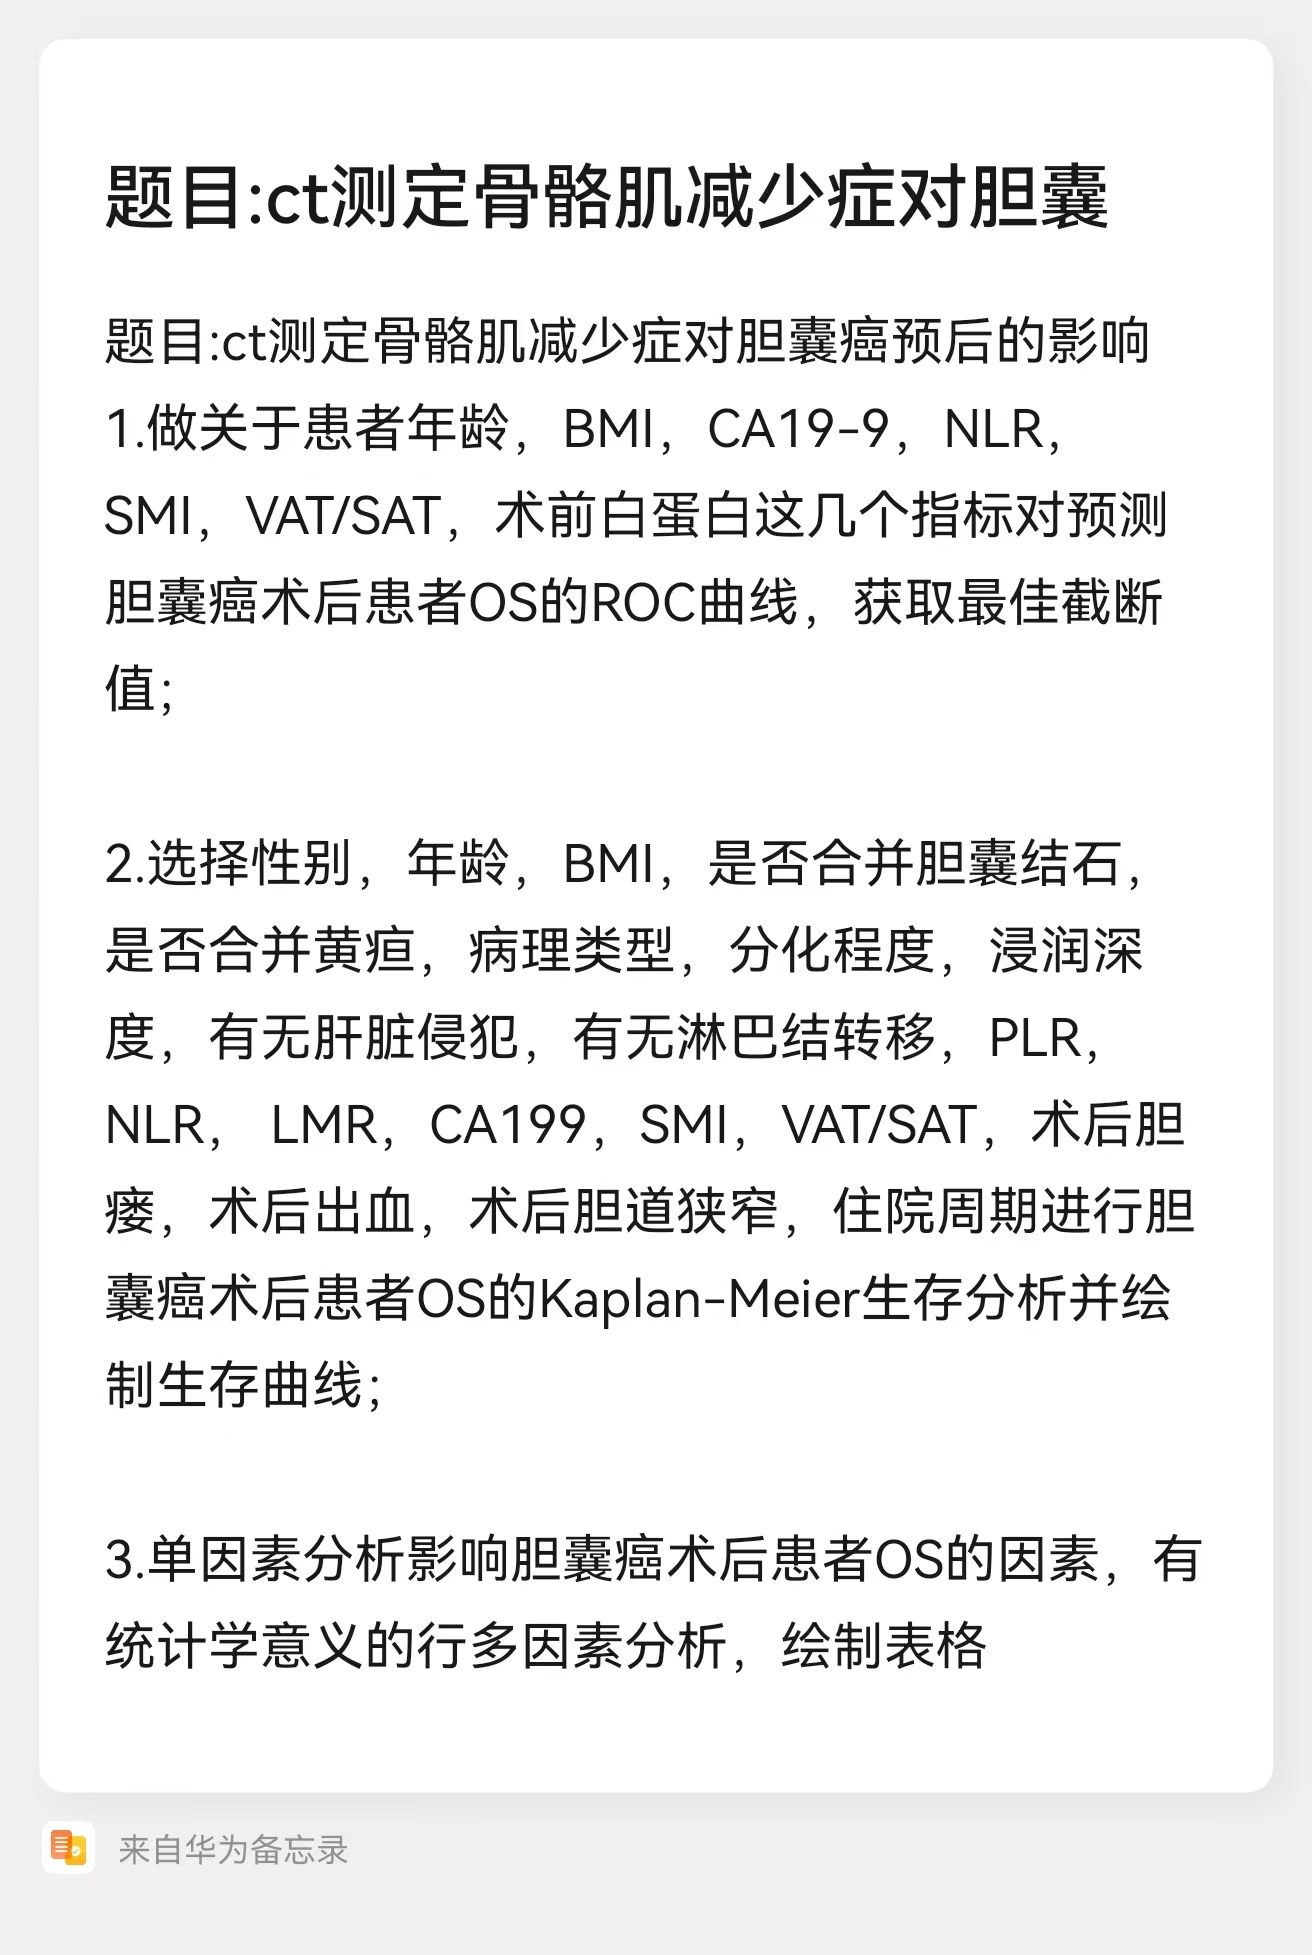 题目:ct测定骨骼肌减少症对胆囊
题目:ct测定骨骼肌减少症对胆囊癌预后的影响
1.做关于患者年龄，BMI，CA19-9，NLR，
SMI，VAT/SAT，术前白蛋白这几个指标对预测
胆囊癌术后患者OS的ROC曲线，获取最佳截断
值；
2.选择性别，年龄，BMI，是否合并胆囊结石，
是否合并黄疸，病理类型，分化程度，浸润深
度，有无肝脏侵犯，有无淋巴结转移，PLR，
NLR， LMR，CA199，SMI，VAT/SAT，术后胆
瘘，术后出血，术后胆道狭窄，住院周期进行胆
囊癌术后患者OS的Kaplan-Meier生存分析并绘
制生存曲线；
3.单因素分析影响胆囊癌术后患者OS的因素，有
统计学意义的行多因素分析，绘制表格
来自华为备忘录